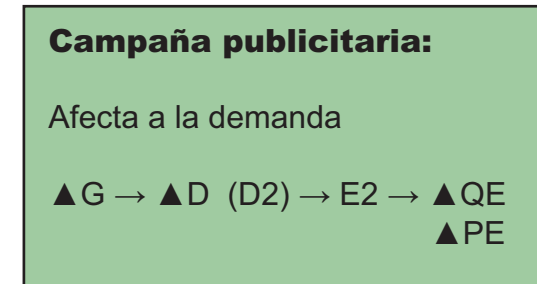 Campaña publicitaria:
Afecta a la demanda
▲G → ▲D (D2) → E2 → ▲QE
▲PE